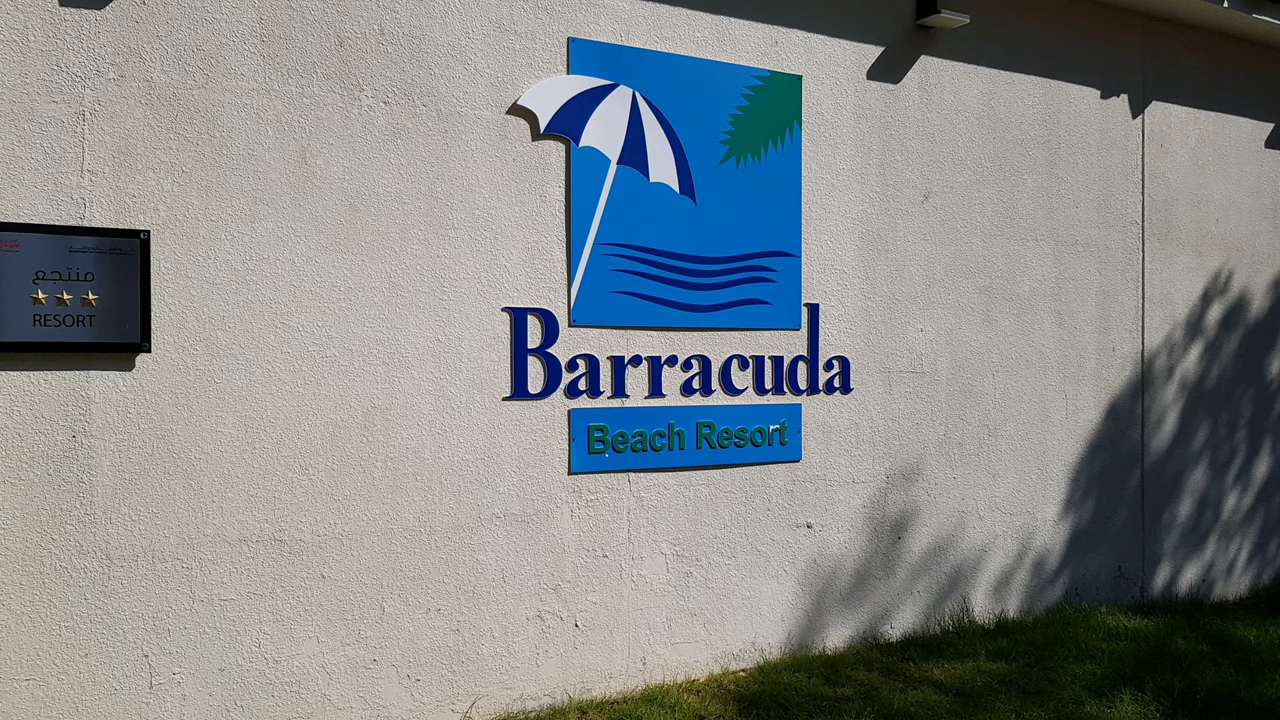 منتجع
RESORT
Barracuda
Beach Resort